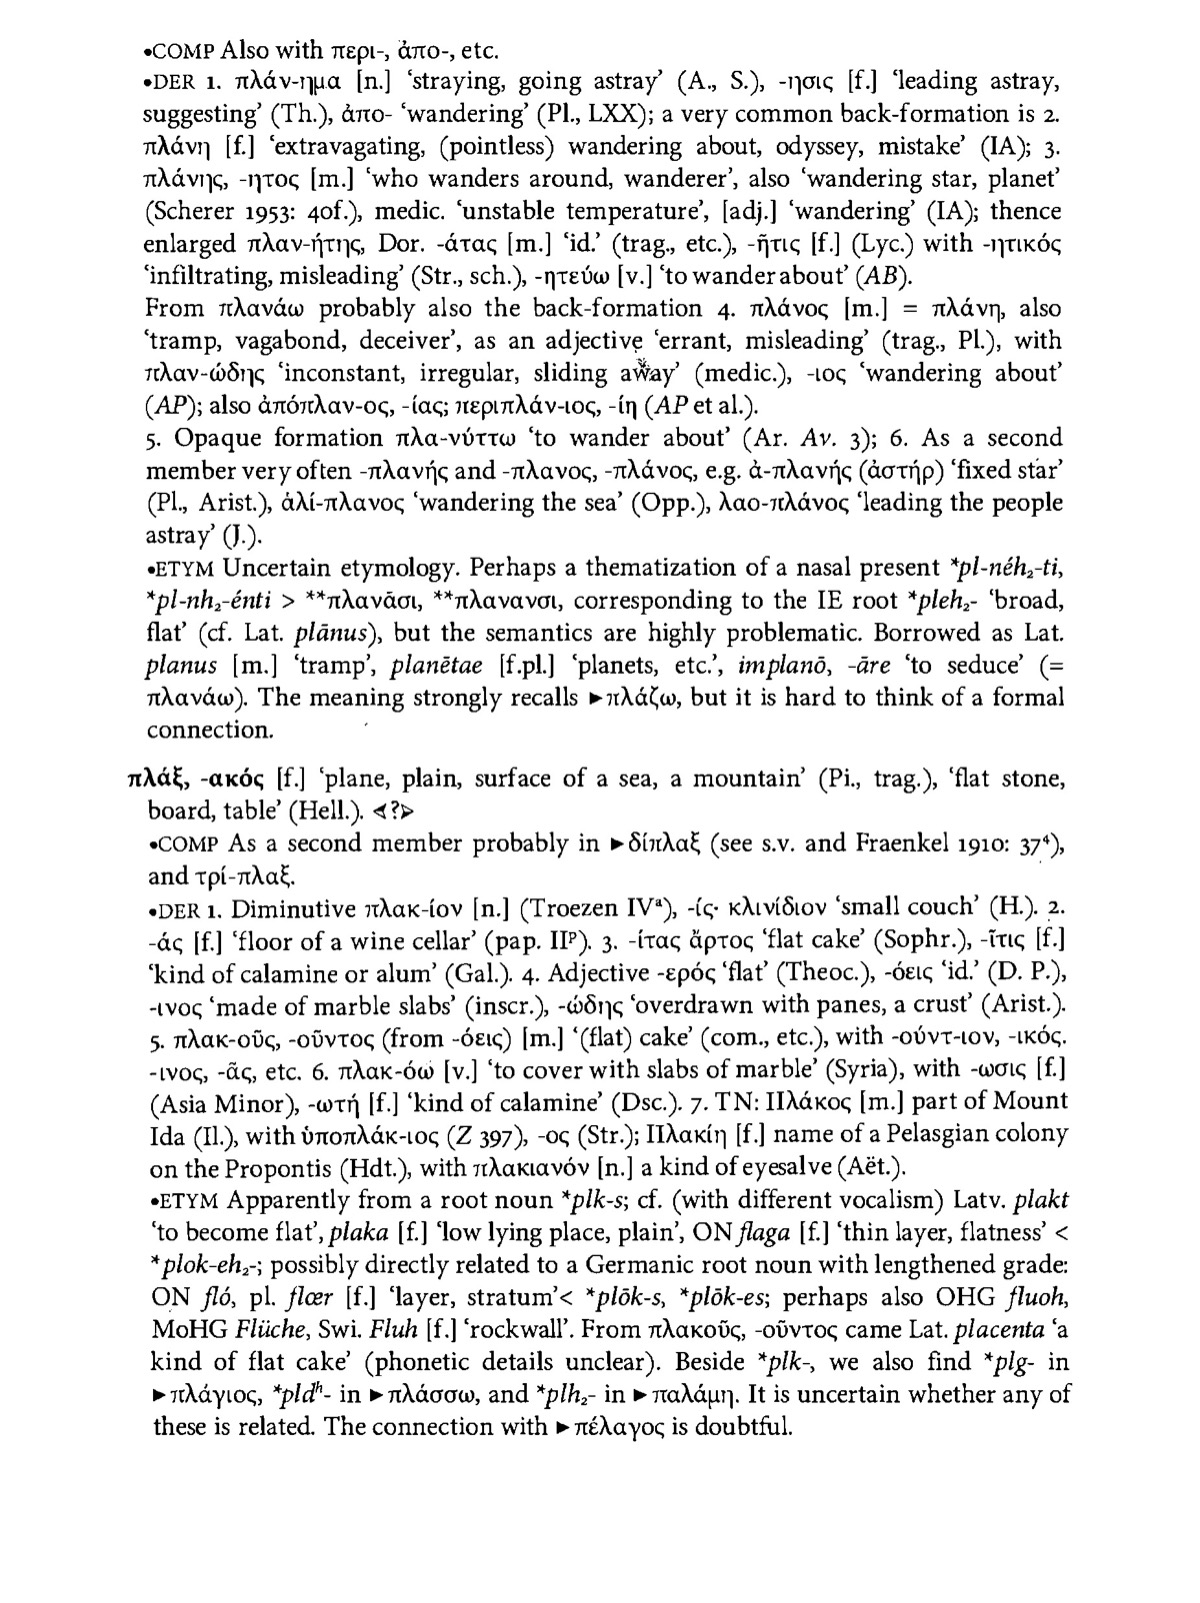 •COMP Also with περι-, ἀπο-, etc.
•DER 1. πλάν-ημα [n.] ‘straying, going astray’ (A., S.), -ησις [f.] ‘leading astray,
suggesting’ (Th.), ἀπο- ‘wandering’ (Pl., LXX); a very common back-formation is 2.
πλάνη [f.] ‘extravagating, (pointless) wandering about, odyssey, mistake’ (IA); 3.
πλάνης, -ητος [m.] ‘who wanders around, wanderer’, also ‘wandering star, planet’
(Scherer 1953: 40f.), medic. ‘unstable temperature’, [adj.] ‘wandering’ (IA); thence
enlarged πλαν-ήτης, Dor. -άτας [m.] ‘id.’ (trag., etc.), -ῆτις [f.] (Lyc.) with -ητικός
‘infiltrating, misleading’ (Str., sch.), -ητεύω [v.] ‘to wander about’ (AB).
From πλανάω probably also the back-formation 4. πλάνος [m.] = πλάνη, also
‘tramp, vagabond, deceiver’, as an adjective ‘errant, misleading’ (trag., Pl.), with
πλαν-ώδης ‘inconstant, irregular, sliding away’ (medic.), -ιος ‘wandering about’
(AP); also ἀπόπλαν-ος, -ίας; περιπλάν-ιος, -ίη (AP et al.).
5. Opaque formation πλα-νύττω ‘to wander about’ (Ar. Av. 3); 6. As a second
member very often -πλανής and -πλανος, -πλάνος, e.g. ἀ-πλανής (ἀστήρ) ‘fixed star’
(Pl., Arist.), ἁλί-πλανος ‘wandering the sea’ (Opp.), λαο-πλάνος ‘leading the people
astray’ (J.).
•ETYM Uncertain etymology. Perhaps a thematization of a nasal present *pl-néh₂-ti,
*pl-nh₂-énti > **πλανᾱσι, **πλανανσι, corresponding to the IE root *pleh₂- ‘broad,
flat’ (cf. Lat. plānus), but the semantics are highly problematic. Borrowed as Lat.
planus [m.] ‘tramp’, planētae [f.pl.] ‘planets, etc.’, implanō, -āre ‘to seduce’ (=
πλανάω). The meaning strongly recalls ►πλάζω, but it is hard to think of a formal
connection.
πλάξ, -ακός [f.] ‘plane, plain, surface of a sea, a mountain’ (Pi., trag.), ‘flat stone,
board, table’ (Hell.). ⋖?⋗
•COMP As a second member probably in ►δίπλαξ (see s.v. and Fraenkel 1910: 37⁴),
and τρί-πλαξ.
•DER 1. Diminutive πλακ-ίον [n.] (Troezen IVᵃ), -ίς· κλινίδιον ‘small couch’ (H.). 2.
-άς [f.] ‘floor of a wine cellar’ (pap. IIᵖ). 3. -ίτας ἄρτος ‘flat cake’ (Sophr.), -ῖτις [f.]
‘kind of calamine or alum’ (Gal.). 4. Adjective -ερός ‘flat’ (Theoc.), -όεις ‘id.’ (D. P.),
-ινος ‘made of marble slabs’ (inscr.), -ώδης ‘overdrawn with panes, a crust’ (Arist.).
5. πλακ-οῦς, -οῦντος (from -όεις) [m.] ‘(flat) cake’ (com., etc.), with -ούντ-ιον, -ικός.
-ινος, -ᾶς, etc. 6. πλακ-όω [v.] ‘to cover with slabs of marble’ (Syria), with -ωσις [f.]
(Asia Minor), -ωτή [f.] ‘kind of calamine’ (Dsc.). 7. TN: Πλάκος [m.] part of Mount
Ida (Il.), with ὑποπλάκ-ιος (Z 397), -ος (Str.); Πλακίη [f.] name of a Pelasgian colony
on the Propontis (Hdt.), with πλακιανόν [n.] a kind of eyesalve (Aët.).
•ETYM Apparently from a root noun *plk-s; cf. (with different vocalism) Latv. plakt
‘to become flat’, plaka [f.] ‘low lying place, plain’, ON flaga [f.] ‘thin layer, flatness’ <
*plok-eh₂-; possibly directly related to a Germanic root noun with lengthened grade:
ON fló, pl. flœr [f.] ‘layer, stratum’< *plōk-s, *plōk-es; perhaps also OHG fluoh,
MoHG Flüche, Swi. Fluh [f.] ‘rockwall’. From πλακοῦς, -οῦντος came Lat. placenta ‘a
kind of flat cake’ (phonetic details unclear). Beside *plk-, we also find *plg- in
►πλάγιος, *pldʰ- in ►πλάσσω, and *plh₂- in ►παλάμη. It is uncertain whether any of
these is related. The connection with ►πέλαγος is doubtful.